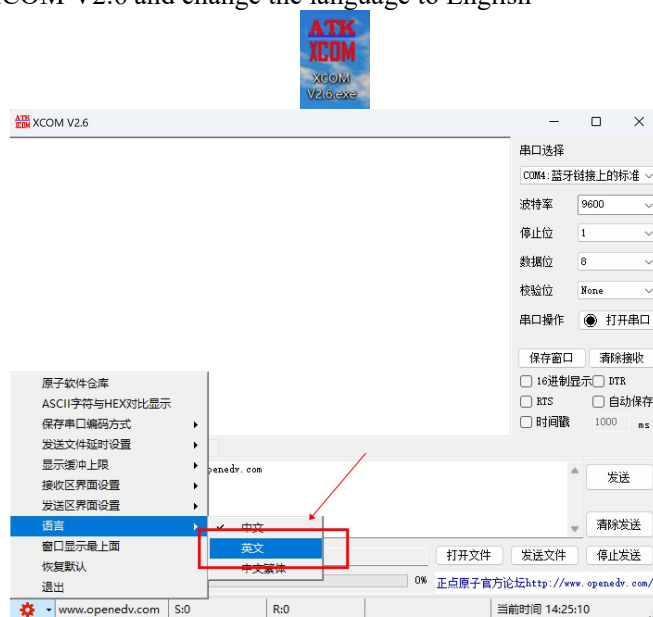 XCOM V2.6 and change the language to English
ATK
XCOM
XCOM
V2.6.exe
ATK
XCOM XCOM V2.6
串口选择
COM4:蓝牙链接上的标准
波特率 9600
停止位 1
数据位 8
校验位 None
串口操作 打开串口
保存窗口 清除接收
16进制显示 DTR
RTS 自动保存
时间戳 1000 ms
原子软件仓库
ASCII字符与HEX对比显示
保存串口编码方式
发送文件延时设置
显示缓冲上限
接收区界面设置
发送区界面设置
语言
窗口显示最上面
恢复默认
退出
penedv.com
中文
英文
中文繁体
发送
清除发送
打开文件 发送文件 停止发送
0% 正点原子官方论坛http://www.openedv.com/
www.openedv.com S:0 R:0 当前时间 14:25:10